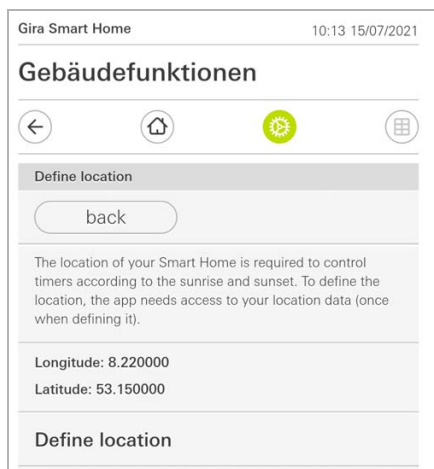 Gira Smart Home 10:13 15/07/2021
Gebäudefunktionen
Define location
back
The location of your Smart Home is required to control
timers according to the sunrise and sunset. To define the
location, the app needs access to your location data (once
when defining it).
Longitude: 8.220000
Latitude: 53.150000
Define location